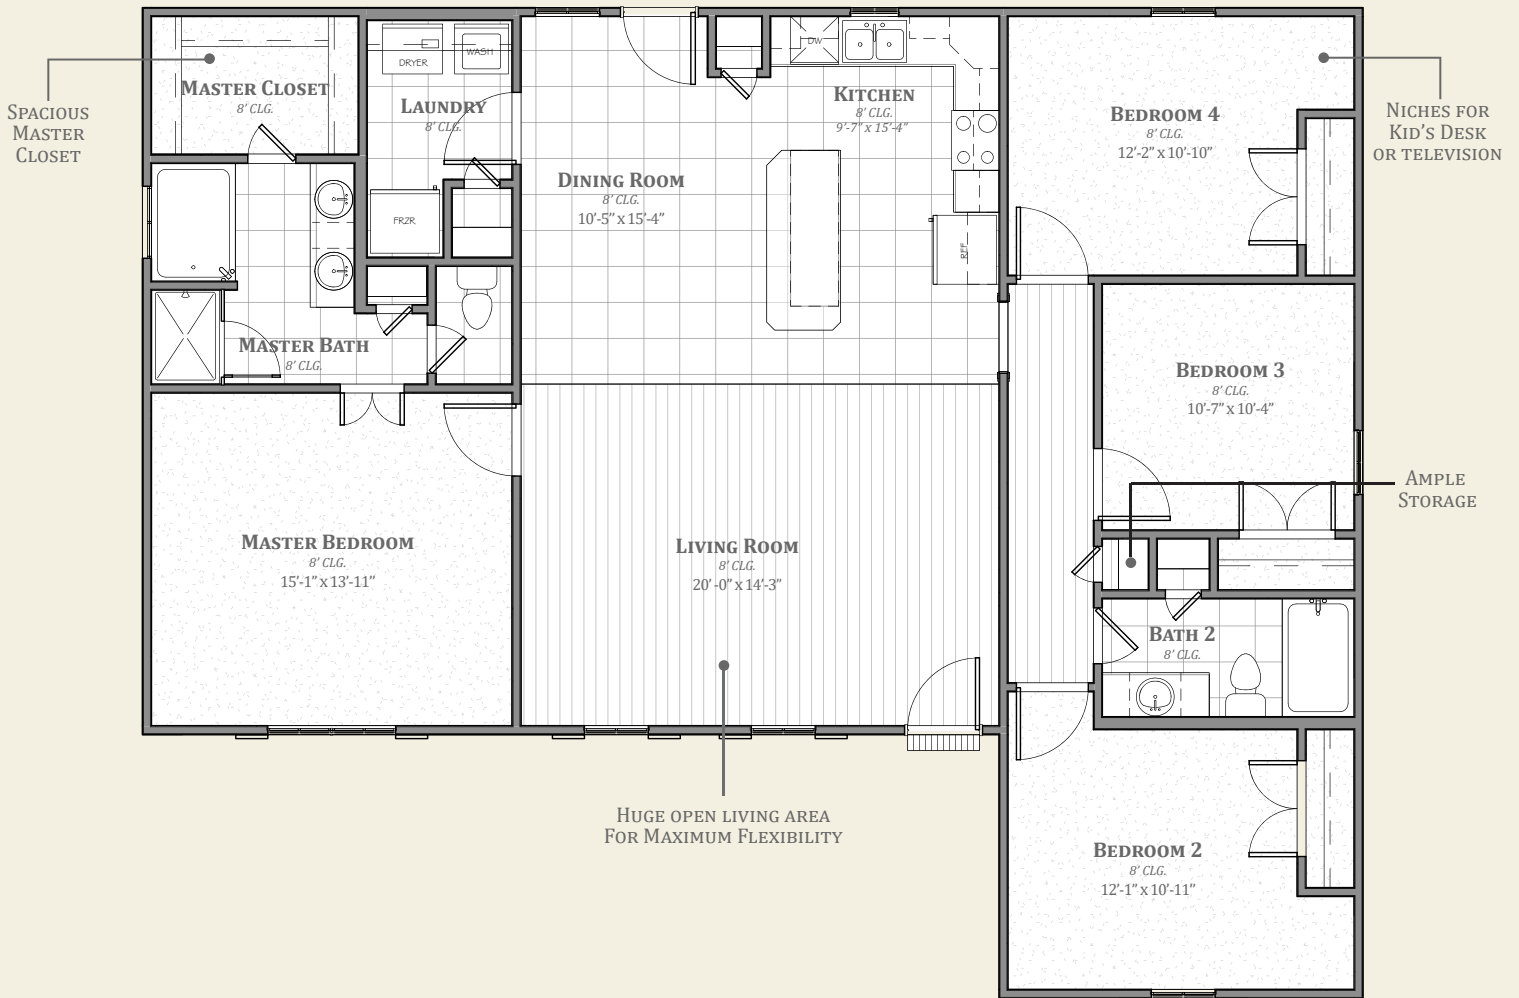 SPACIOUS
MASTER
CLOSET
MASTER CLOSET
8' CLG.
DRYER
WASH
LAUNDRY
8' CLG.
FRZR
DINING ROOM
8' CLG.
10'-5" x 15'-4"
DW
KITCHEN
8' CLG.
9'-7" x 15'-4"
REF
BEDROOM 4
8' CLG.
12'-2" x 10'-10"
NICHES FOR
KID'S DESK
OR TELEVISION
MASTER BATH
8' CLG.
BEDROOM 3
8' CLG.
10'-7" x 10'-4"
AMPLE
STORAGE
MASTER BEDROOM
8' CLG.
15'-1" x 13'-11"
LIVING ROOM
8' CLG.
20'-0" x 14'-3"
BATH 2
8' CLG.
HUGE OPEN LIVING AREA
FOR MAXIMUM FLEXIBILITY
BEDROOM 2
8' CLG.
12'-1" x 10'-11"